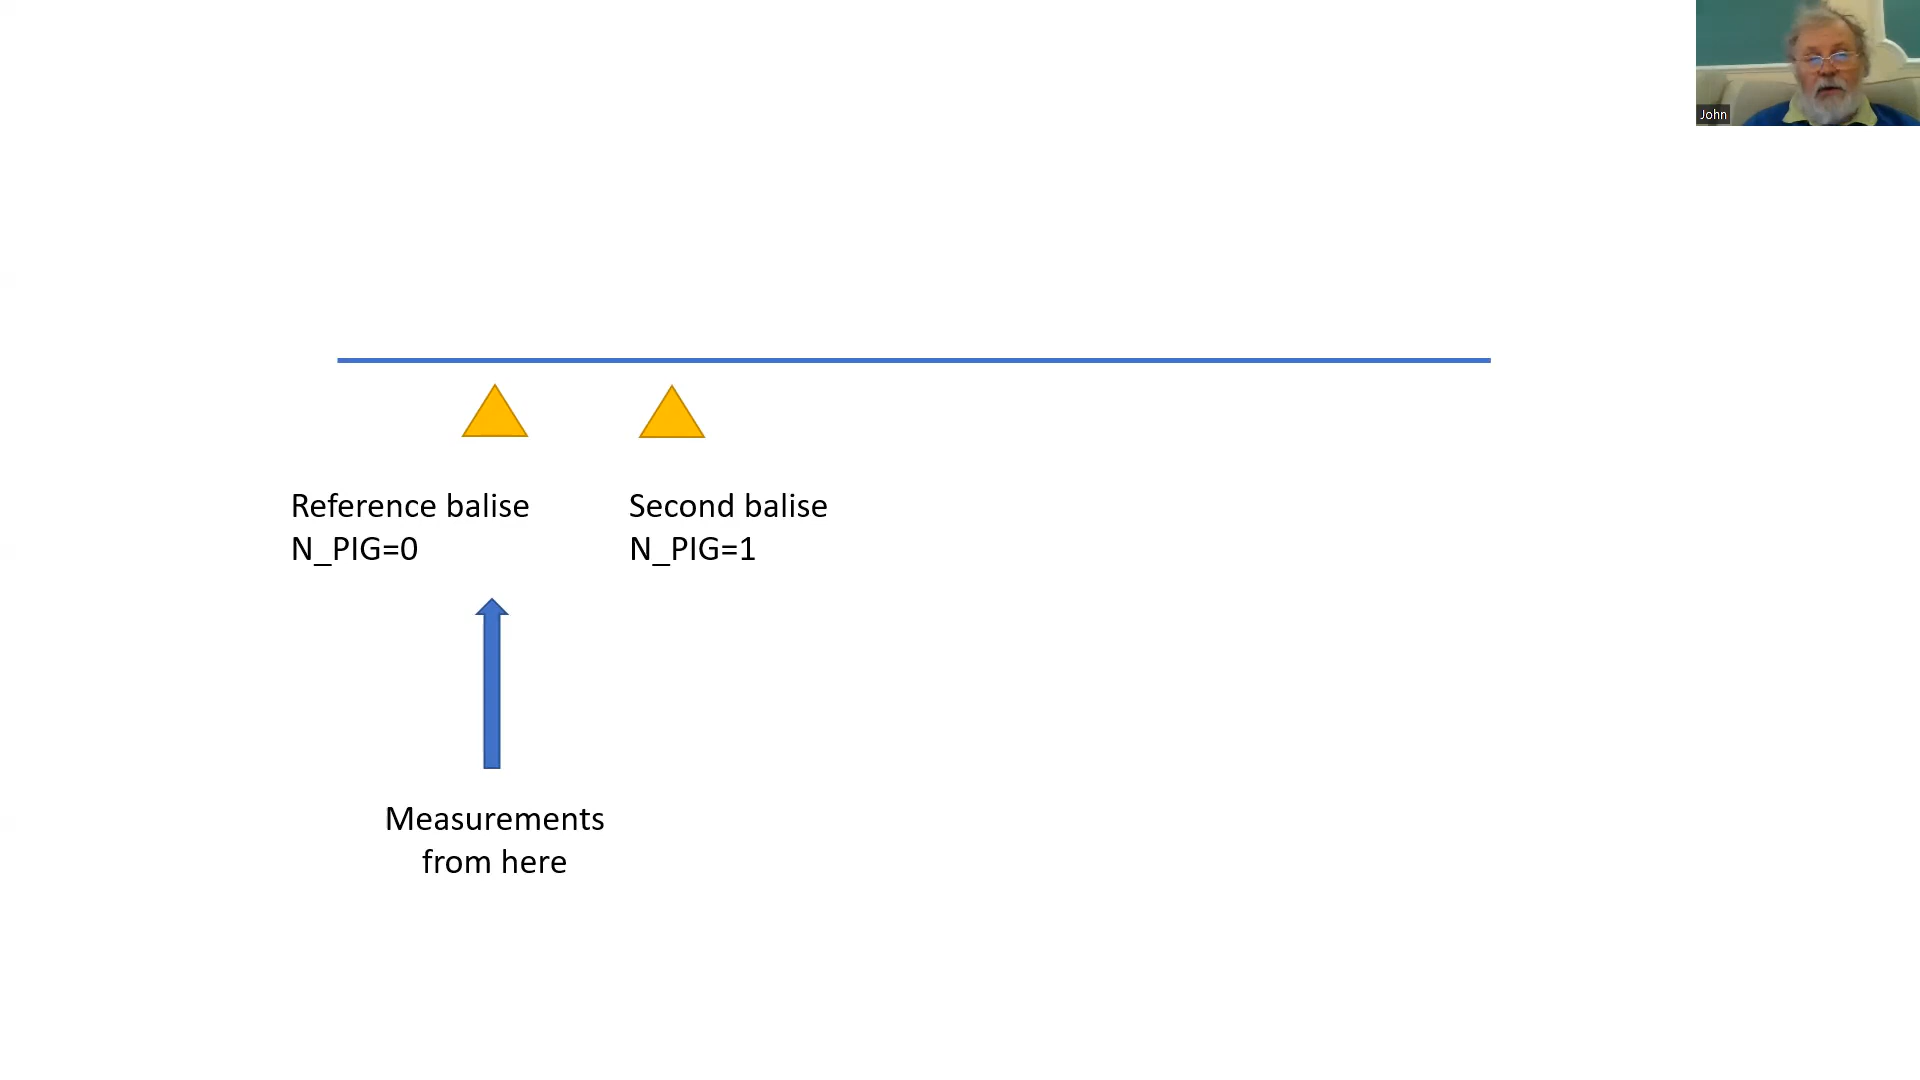 John
Reference balise
N_PIG=0
Second balise
N_PIG=1
Measurements
from here